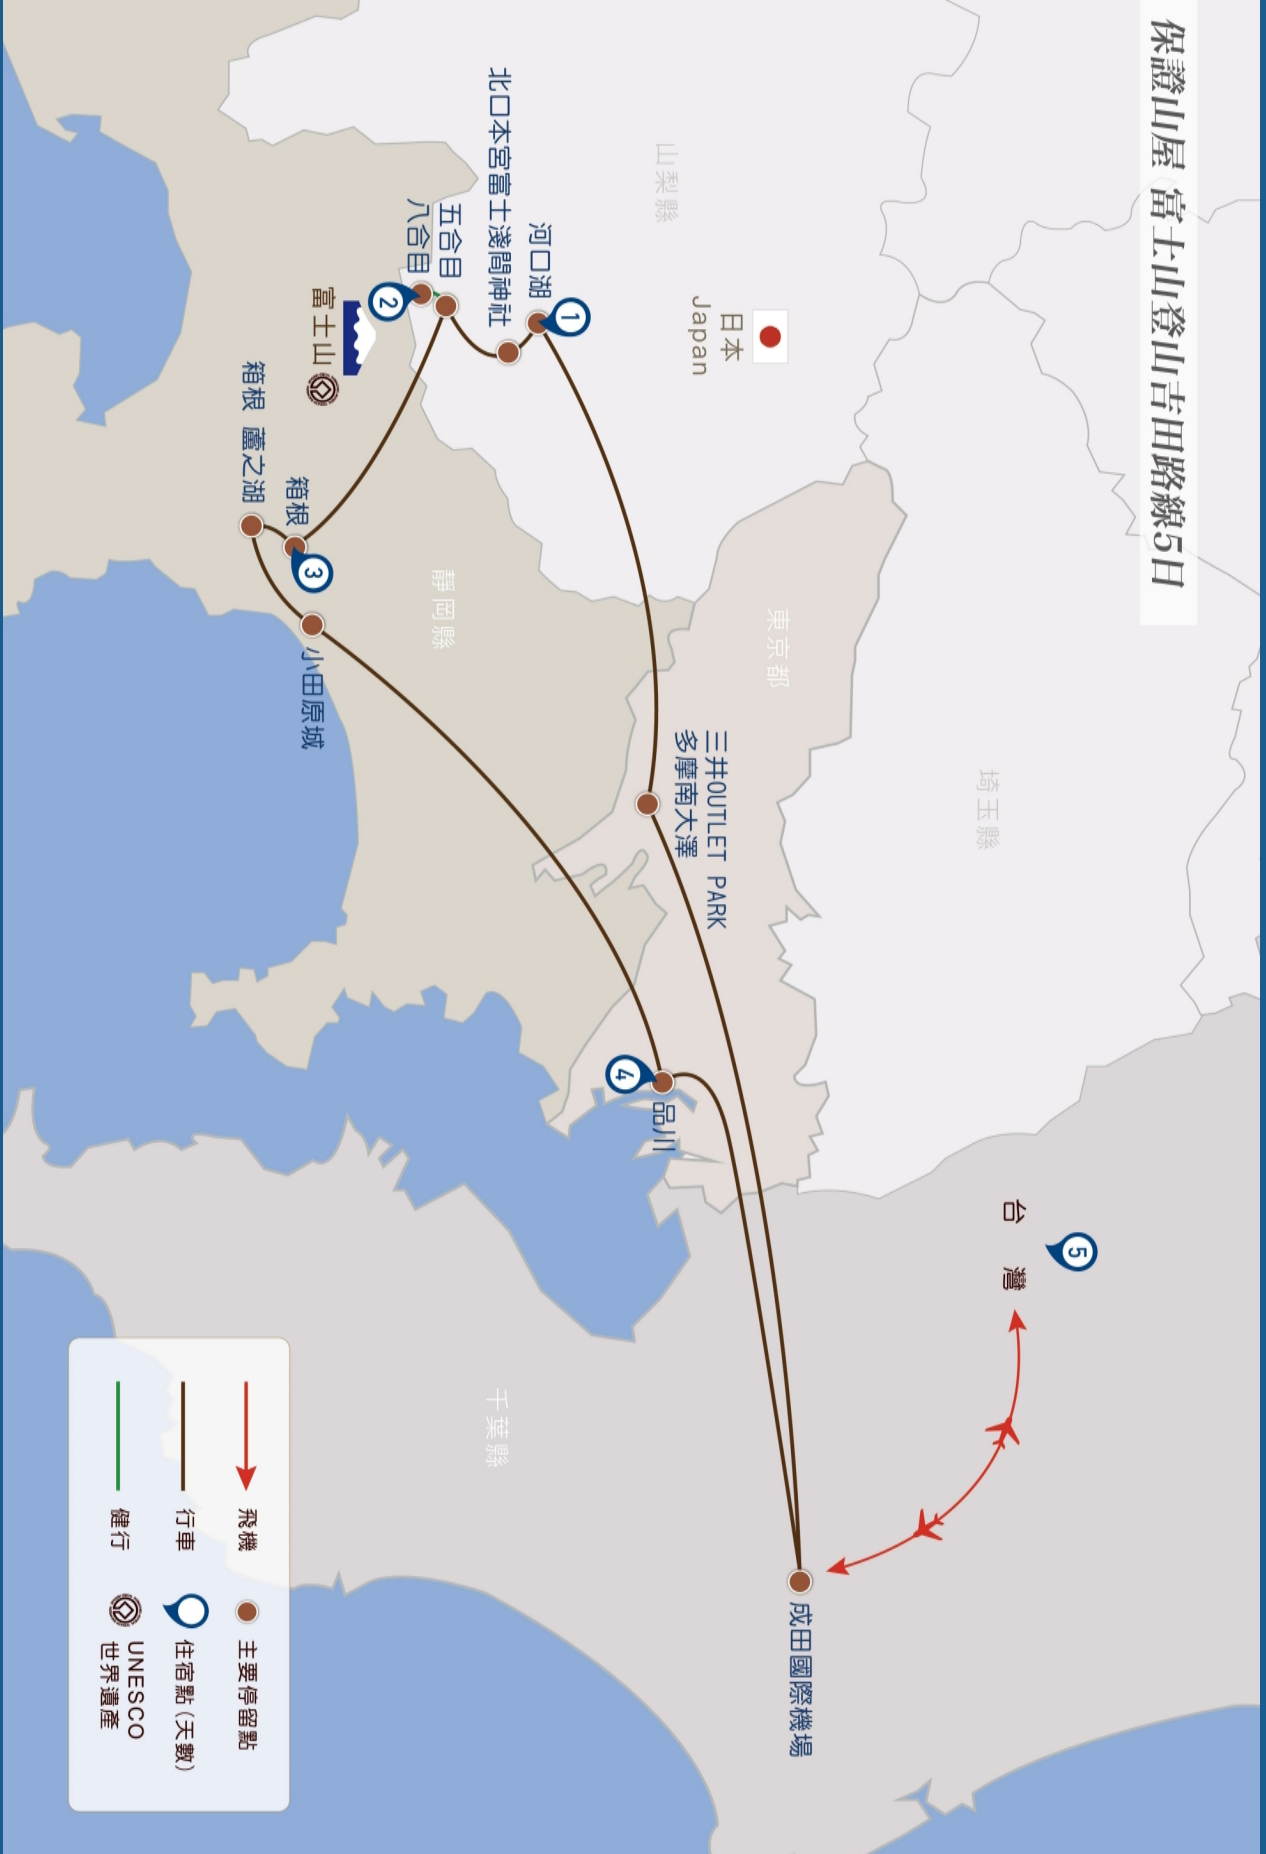 保證山屋 富士山登山吉田路線5日
埼玉縣
台灣
5
日本
Japan
山梨縣
東京都
三井OUTLET PARK
多摩南大澤
成田國際機場
河口湖
1
北口本宮富士淺間神社
五合目
八合目
2
富士山
靜岡縣
箱根
3
箱根 蘆之湖
小田原城
品川
4
千葉縣
飛機
主要停留點
行車
住宿點(天數)
健行
UNESCO
世界遺產